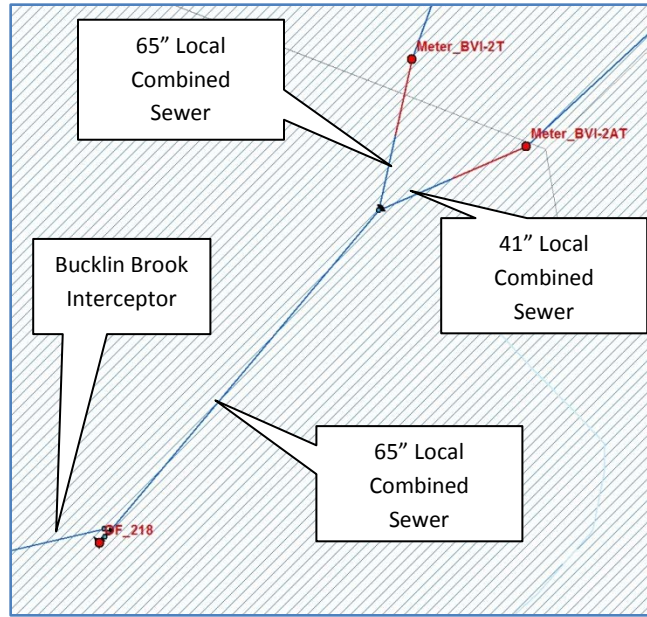 65” Local
Combined
Sewer
Meter_BVI-2T
Meter_BVI-2AT
41” Local
Combined
Sewer
Bucklin Brook
Interceptor
65” Local
Combined
Sewer
OF_218